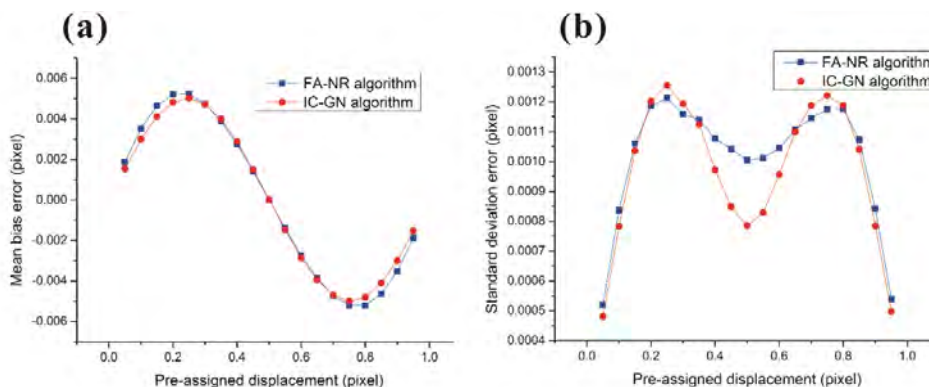 (a)
FA-NR algorithm
IC-GN algorithm
Mean bias error (pixel)
0.006
0.004
0.002
0.000
-0.002
-0.004
-0.006
0.0 0.2 0.4 0.6 0.8 1.0
Pre-assigned displacement (pixel)
(b)
FA-NR algorithm
IC-GN algorithm
Standard deviation error (pixel)
0.0013
0.0012
0.0011
0.0010
0.0009
0.0008
0.0007
0.0006
0.0005
0.0004
0.0 0.2 0.4 0.6 0.8 1.0
Pre-assigned displacement (pixel)